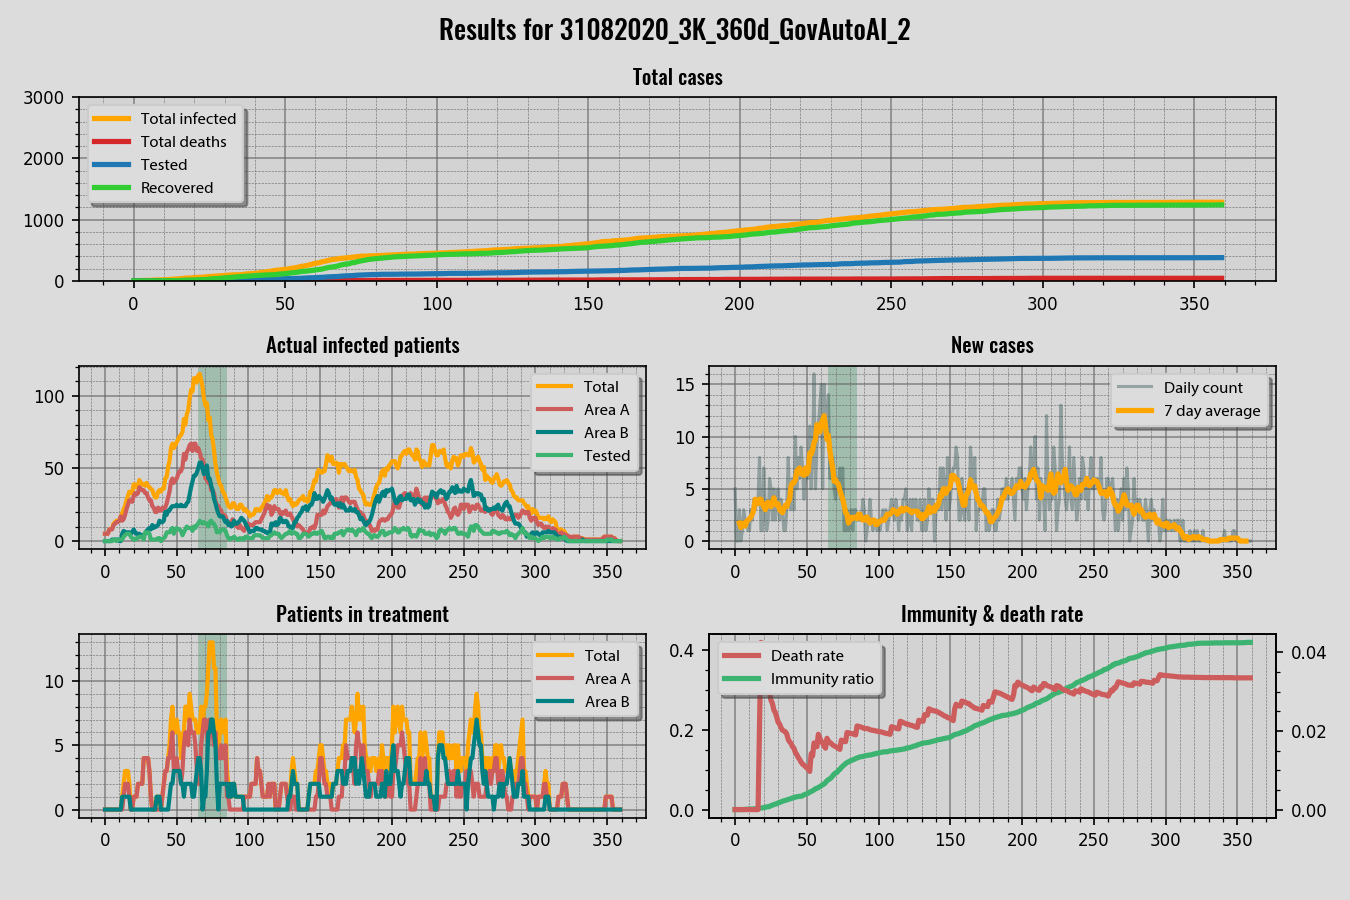 Results for 31082020_3K_360d_GovAutoAI_2
Total cases
3000
2000
1000
0
Total infected
Total deaths
Tested
Recovered
0 50 100 150 200 250 300 350
Actual infected patients
100
50
0
Total
Area A
Area B
Tested
0 50 100 150 200 250 300 350
New cases
15
10
5
0
Daily count
7 day average
0 50 100 150 200 250 300 350
Patients in treatment
10
5
0
Total
Area A
Area B
0 50 100 150 200 250 300 350
Immunity & death rate
0.4
0.2
0.0
Death rate
Immunity ratio
0.04
0.02
0.00
0 50 100 150 200 250 300 350